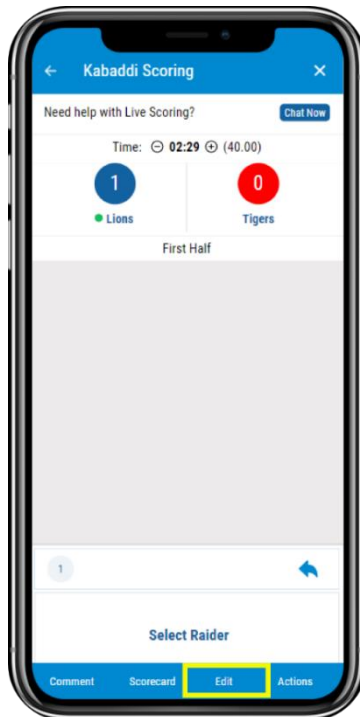 Kabaddi Scoring
Need help with Live Scoring? Chat Now
Time: 02:29 (40.00)
1 0
Lions Tigers
First Half
1
Select Raider
Comment Scorecard Edit Actions